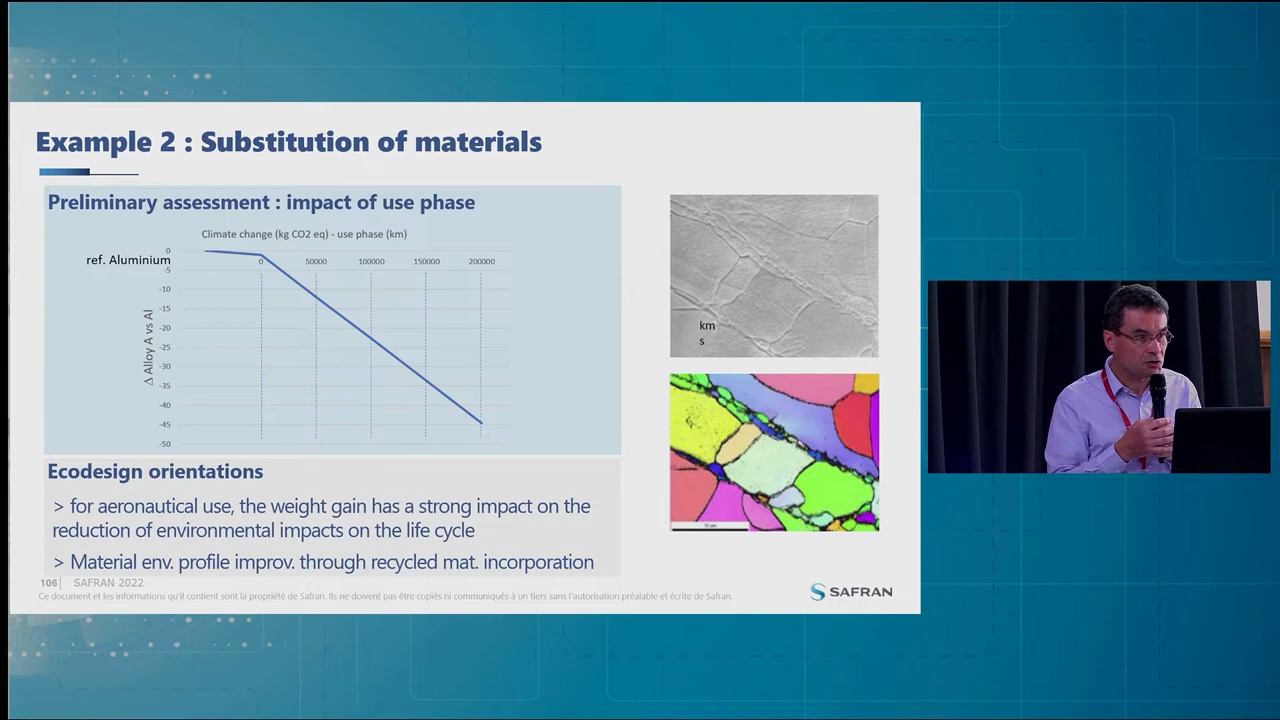 Example 2 : Substitution of materials
Preliminary assessment : impact of use phase
Climate change (kg CO2 eq) - use phase (km)
ref. Aluminium
Δ Alloy A vs Al
0
-5
-10
-15
-20
-25
-30
-35
-40
-45
-50
0 50000 100000 150000 200000
km
s
Ecodesign orientations
> for aeronautical use, the weight gain has a strong impact on the
reduction of environmental impacts on the life cycle
> Material env. profile improv. through recycled mat. incorporation
106 | SAFRAN 2022
Ce document et les informations qu'il contient sont la propriété de Safran. Ils ne doivent pas être copiés ni communiqués à un tiers sans l'autorisation préalable et écrite de Safran.
SAFRAN